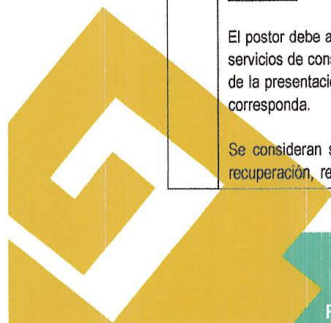 El postor debe a
servicios de cons
de la presentació
corresponda.
Se consideran s
recuperación, re